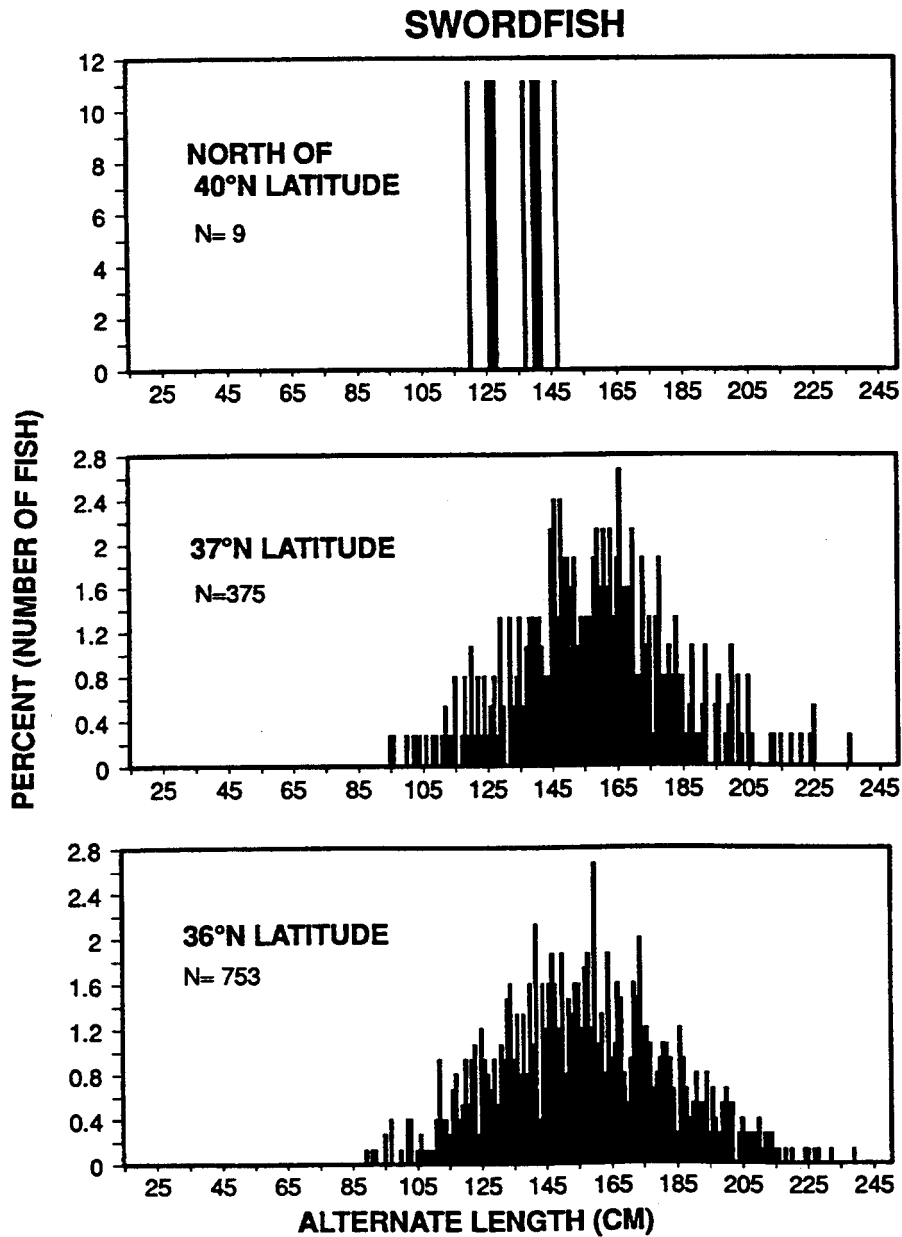 SWORDFISH
12
10
8
6
4
2
0
NORTH OF
40°N LATITUDE
N= 9
25 45 65 85 105 125 145 165 185 205 225 245
PERCENT (NUMBER OF FISH)
2.8
2.4
2
1.6
1.2
0.8
0.4
0
37°N LATITUDE
N=375
25 45 65 85 105 125 145 165 185 205 225 245
2.8
2.4
2
1.6
1.2
0.8
0.4
0
36°N LATITUDE
N= 753
25 45 65 85 105 125 145 165 185 205 225 245
ALTERNATE LENGTH (CM)